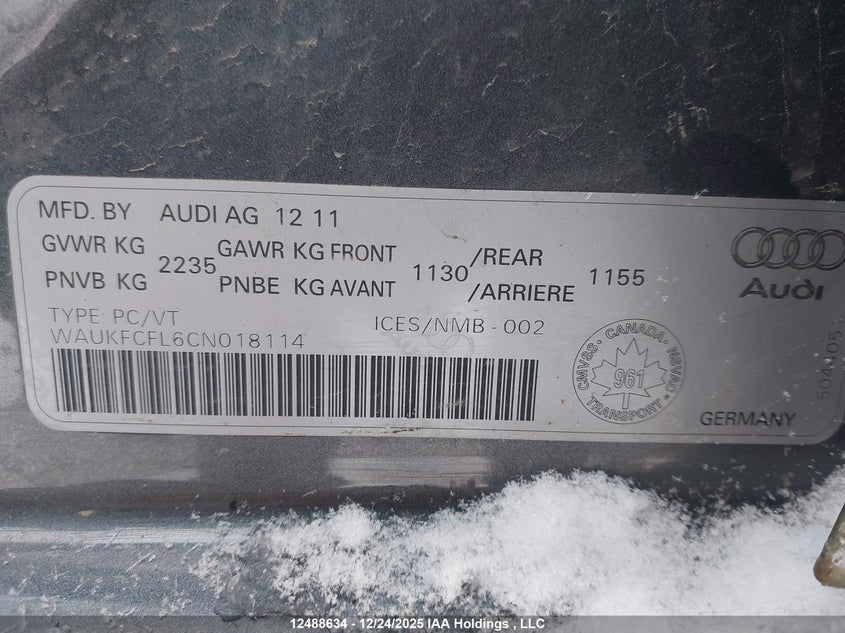 MFD. BY AUDI AG 12 11
GVWR KG 2235 GAWR KG FRONT 1130 /REAR 1155
PNVB KG PNBE KG AVANT /ARRIERE
Audi
TYPE: PC/VT ICES/NMB - 002
WAUKFCFL6CN018114
CMVSS · CANADA · NSVAC · TRANSPORT
961
GERMANY
12488634 - 12/24/2025 IAA Holdings , LLC